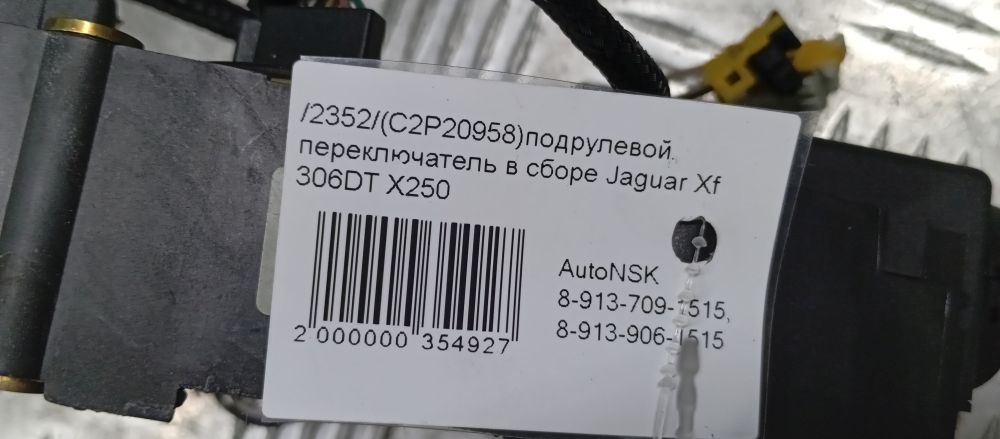 /2352/(C2P20958)подрулевой
переключатель в сборе Jaguar Xf
306DT X250
AutoNSK
8-913-709-1515,
8-913-906-1515
2 000000 354927